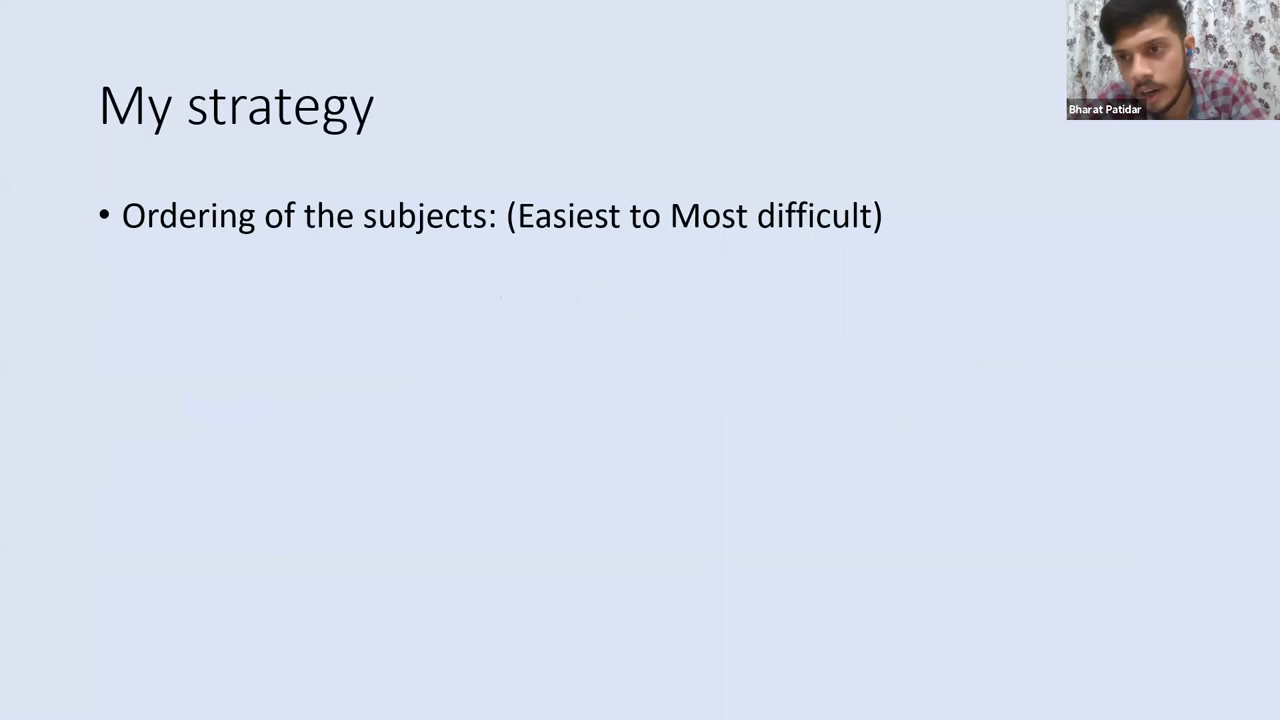 My strategy
• Ordering of the subjects: (Easiest to Most difficult)
Bharat Patidar